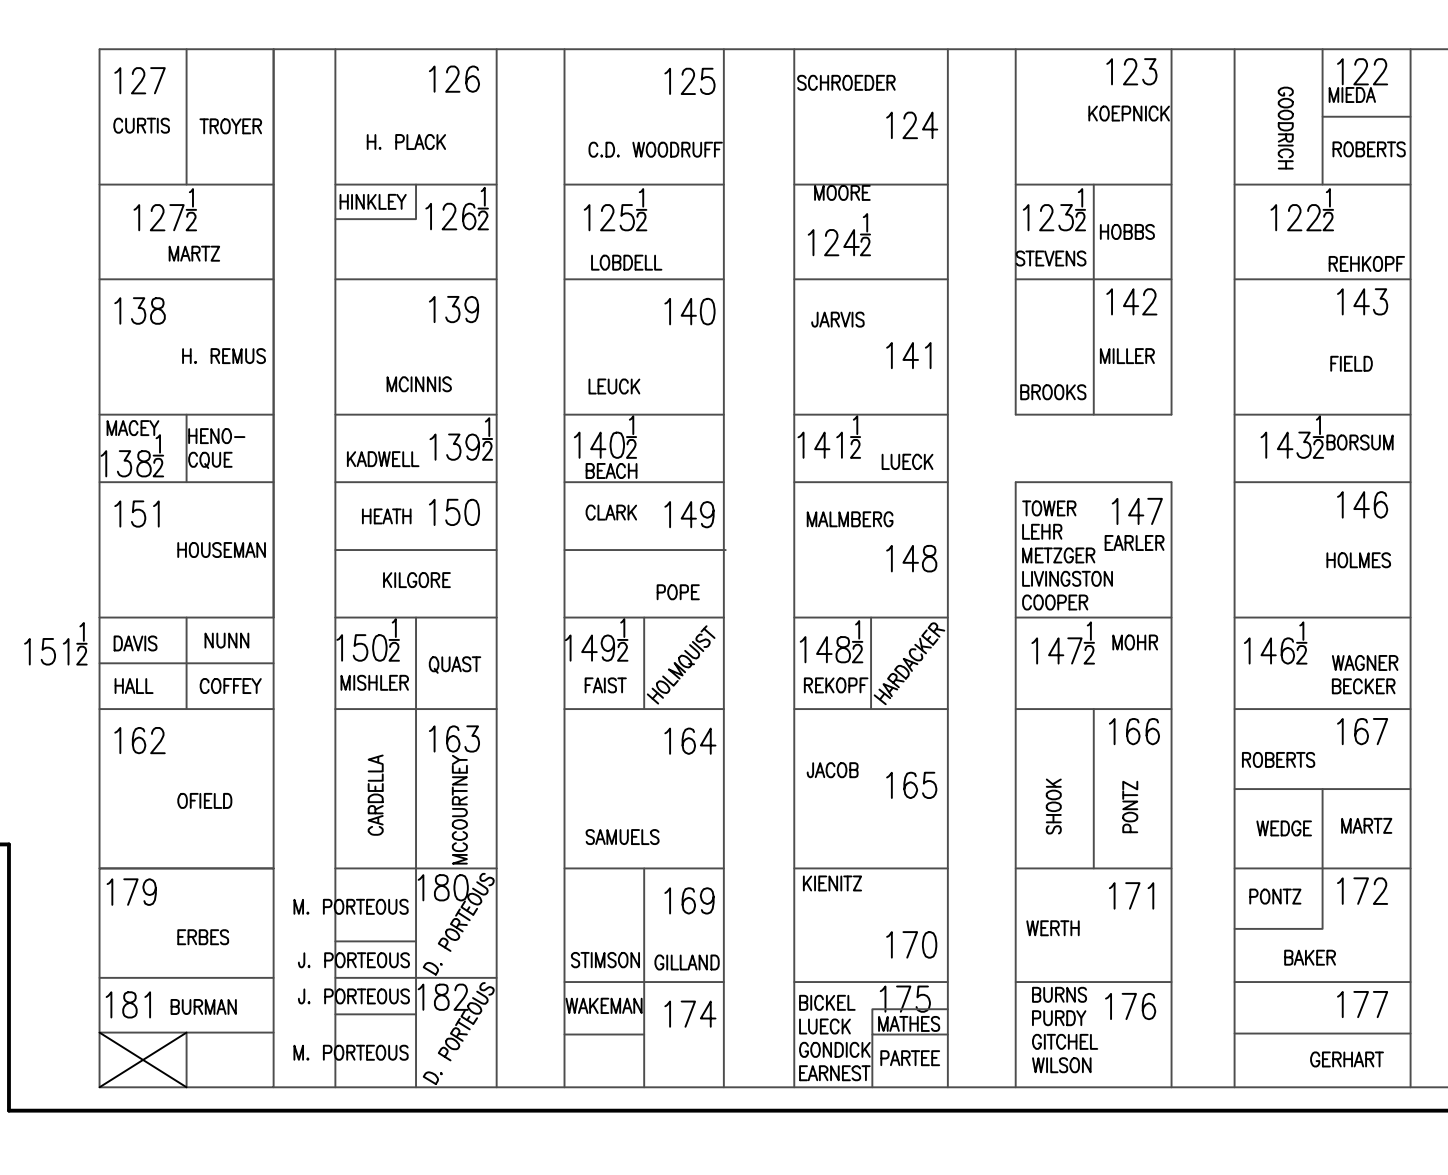 127
CURTIS
TROYER
126
H. PLACK
125
C.D. WOODRUFF
SCHROEDER
124
123
KOEPNICK
GOODRICH
122
MIEDA
ROBERTS
127½
MARTZ
HINKLEY
126½
125½
LOBDELL
MOORE
124½
123½
STEVENS
HOBBS
122½
REHKOPF
138
H. REMUS
139
MCINNIS
140
LEUCK
JARVIS
141
BROOKS
142
MILLER
143
FIELD
MACEY
138½
HENO-
CQUE
KADWELL
139½
140½
BEACH
141½
LUECK
143½
BORSUM
151
HOUSEMAN
HEATH
150
KILGORE
CLARK
149
POPE
MALMBERG
148
TOWER
LEHR
METZGER
LIVINGSTON
COOPER
147
EARLER
146
HOLMES
151½
DAVIS
NUNN
HALL
COFFEY
150½
MISHLER
QUAST
149½
FAIST
HOLMQUIST
148½
REKOPF
HARDACKER
147½
MOHR
146½
WAGNER
BECKER
162
OFIELD
CARDELLA
163
MCCOURTNEY
164
SAMUELS
JACOB
165
SHOOK
166
PONTZ
167
ROBERTS
WEDGE
MARTZ
179
ERBES
M. PORTEOUS
J. PORTEOUS
180
D. PORTEOUS
STIMSON
169
GILLAND
KIENITZ
170
171
WERTH
PONTZ
172
BAKER
181
BURMAN
J. PORTEOUS
M. PORTEOUS
182
D. PORTEOUS
WAKEMAN
174
BICKEL
LUECK
GONDICK
EARNEST
175
MATHES
PARTEE
BURNS
PURDY
GITCHEL
WILSON
176
177
GERHART